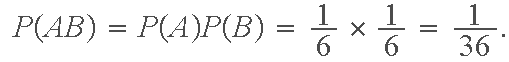 P(AB) = P(A)P(B) = 1/6 × 1/6 = 1/36.